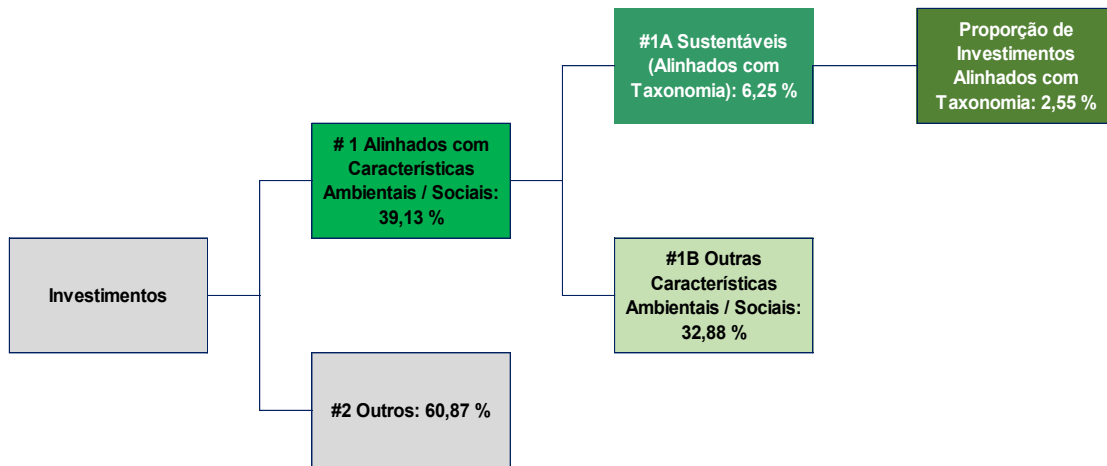 #1A Sustentáveis
(Alinhados com
Taxonomia): 6,25 %
Proporção de
Investimentos
Alinhados com
Taxonomia: 2,55 %
# 1 Alinhados com
Características
Ambientais / Sociais:
39,13 %
#1B Outras
Características
Ambientais / Sociais:
32,88 %
Investimentos
#2 Outros: 60,87 %